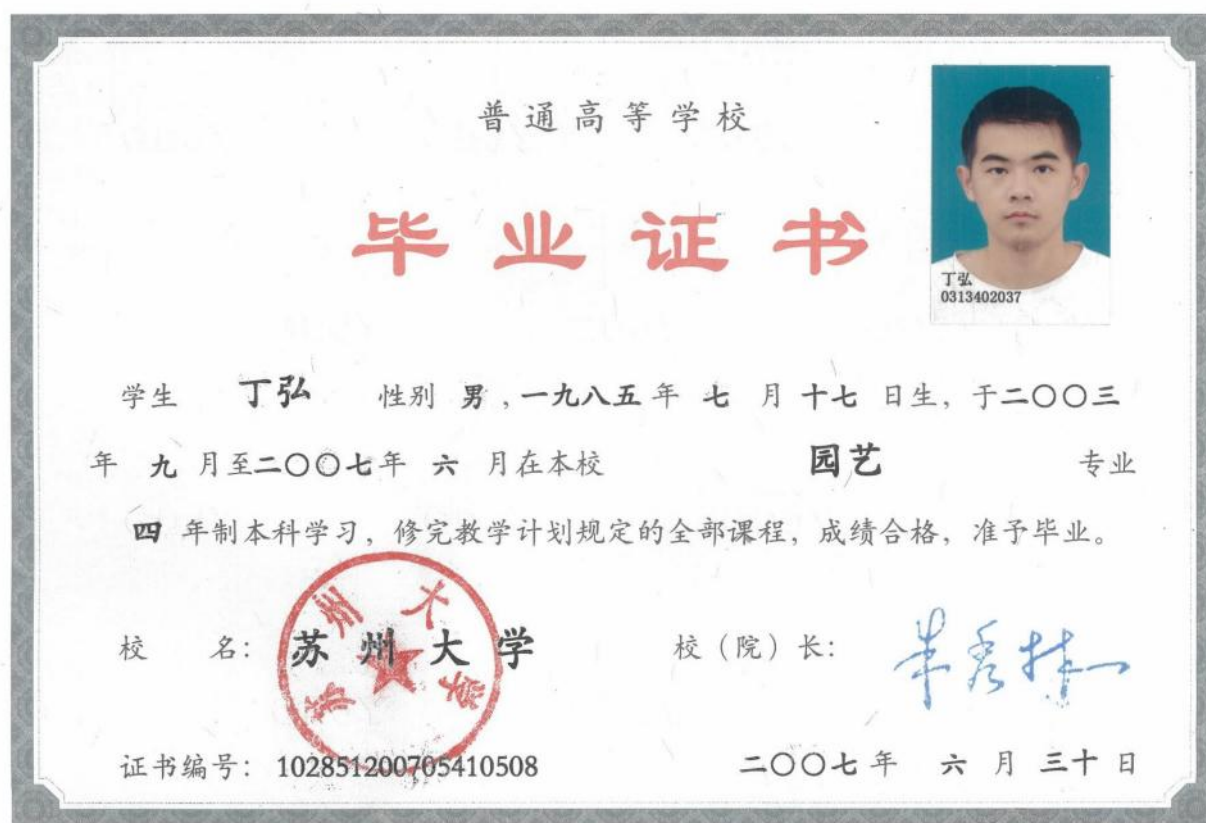 普通高等学校
毕业证书
丁弘
0313402037
学生 丁弘 性别 男,一九八五年 七 月 十七 日生,于二〇〇三
年 九 月至二〇〇七年 六 月在本校 园艺 专业
四 年制本科学习,修完教学计划规定的全部课程,成绩合格,准予毕业。
苏州大学
校 名: 苏州大学 校(院)长:
证书编号: 102851200705410508 二〇〇七年 六 月 三十 日